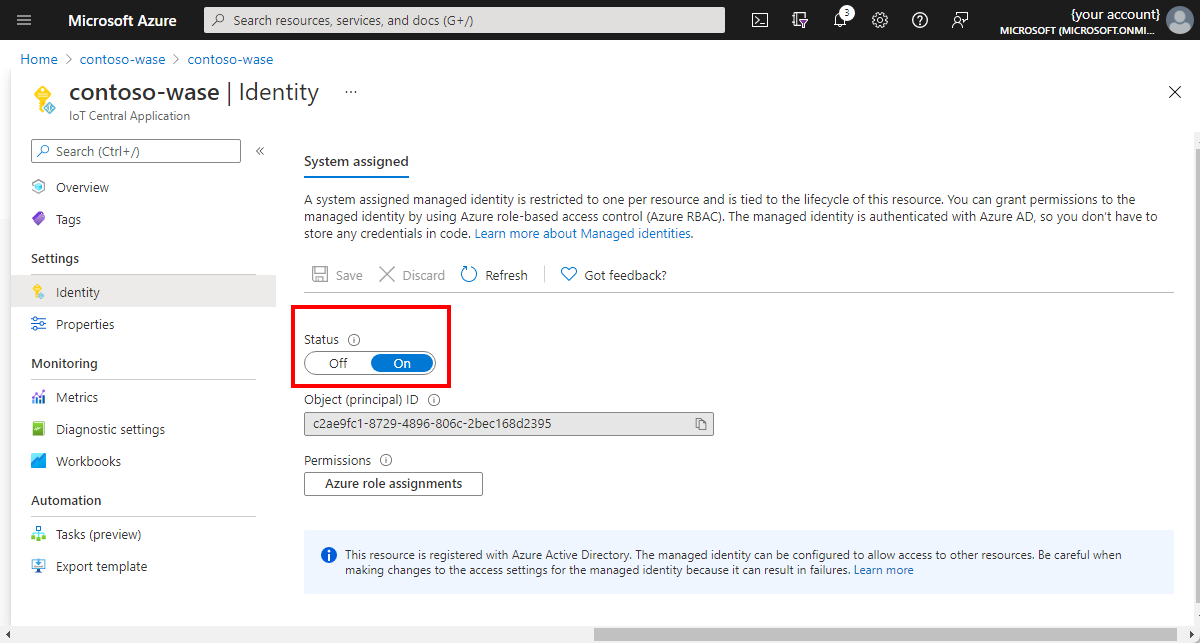 Microsoft Azure
Search resources, services, and docs (G+/)
3
{your account}
MICROSOFT (MICROSOFT.ONMI...
Home > contoso-wase > contoso-wase
contoso-wase | Identity ...
IoT Central Application
Search (Ctrl+/)
«
Overview
Tags
Settings
Identity
Properties
Monitoring
Metrics
Diagnostic settings
Workbooks
Automation
Tasks (preview)
Export template
System assigned
A system assigned managed identity is restricted to one per resource and is tied to the lifecycle of this resource. You can grant permissions to the
managed identity by using Azure role-based access control (Azure RBAC). The managed identity is authenticated with Azure AD, so you don't have to
store any credentials in code. Learn more about Managed identities.
Save Discard Refresh Got feedback?
Status
Off On
Object (principal) ID
c2ae9fc1-8729-4896-806c-2bec168d2395
Permissions
Azure role assignments
This resource is registered with Azure Active Directory. The managed identity can be configured to allow access to other resources. Be careful when
making changes to the access settings for the managed identity because it can result in failures. Learn more